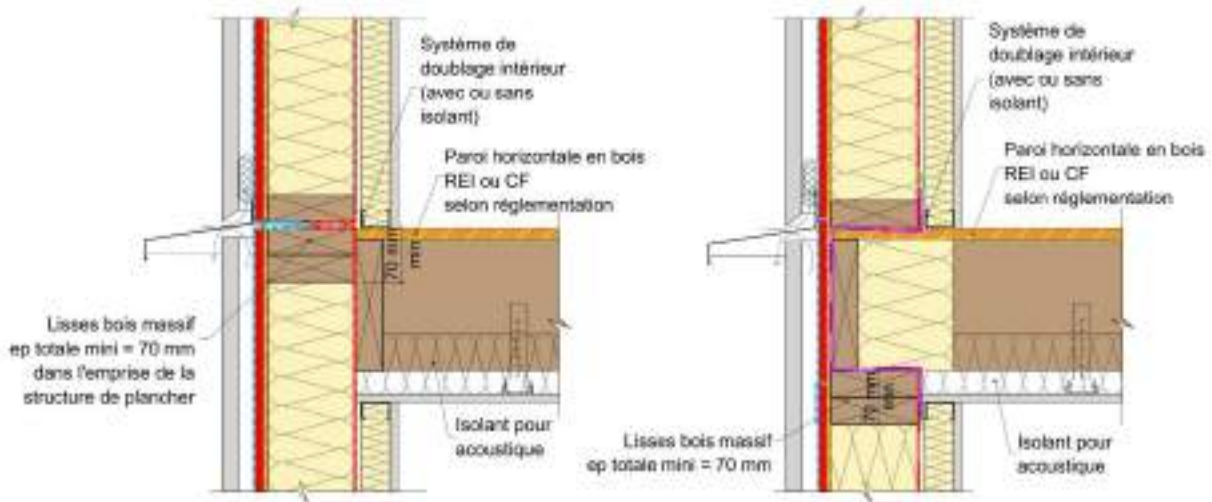 Système de
doublage intérieur
(avec ou sans
isolant)
Paroi horizontale en bois
REI ou CF
selon réglementation
70 mm
mm
Lisses bois massif
ep totale mini = 70 mm
dans l'emprise de la
structure de plancher
Isolant pour
acoustique
Système de
doublage intérieur
(avec ou sans
isolant)
Paroi horizontale en bois
REI ou CF
selon réglementation
70 mm
mini
Lisses bois massif
ep totale mini = 70 mm
Isolant pour
acoustique